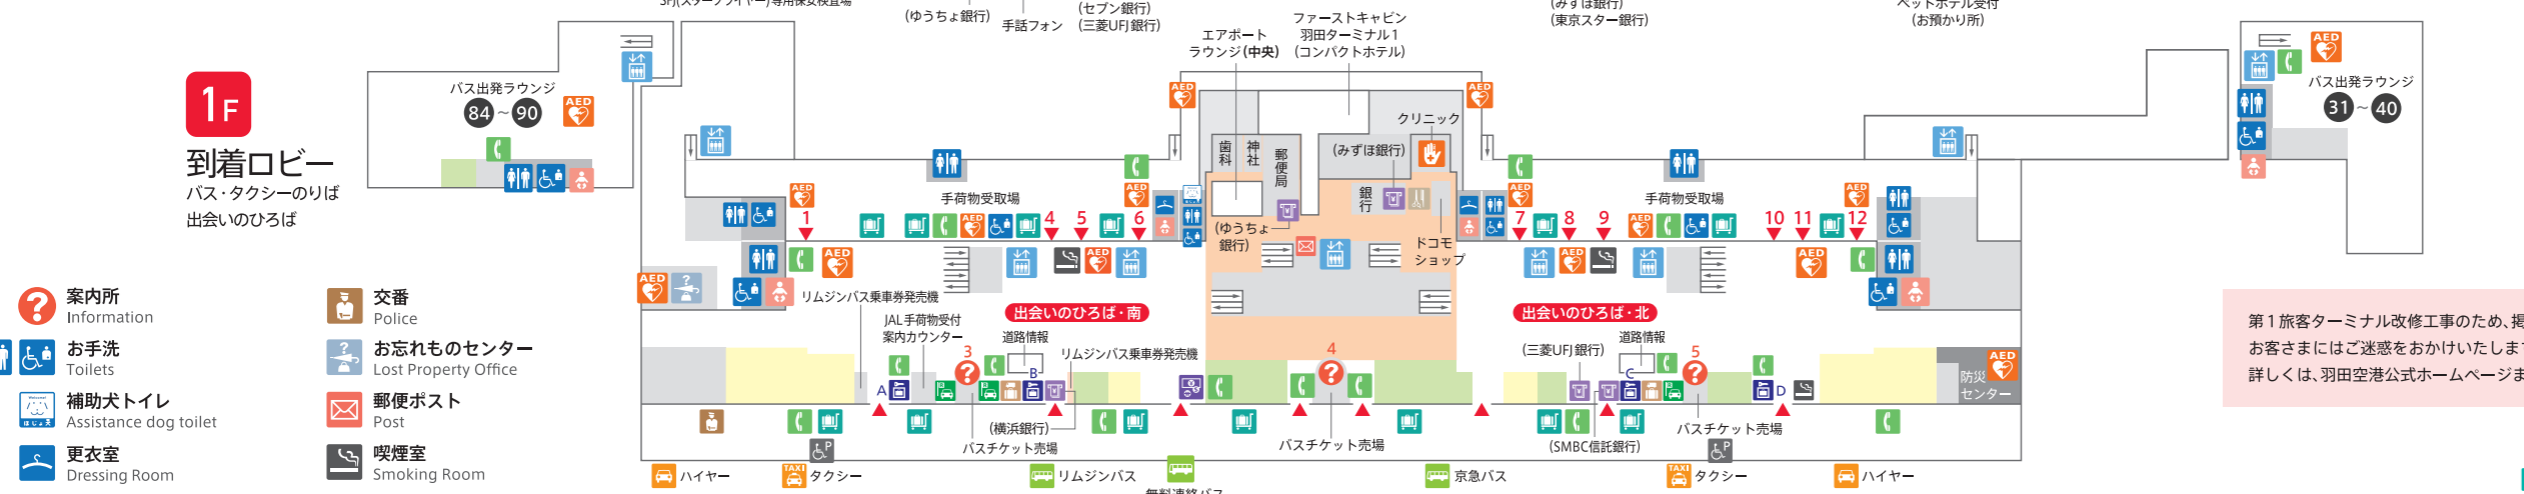 (ゆうちょ銀行)
手話フォン
(セブン銀行)
(三菱UFJ銀行)
エアポート
ラウンジ(中央)
ファーストキャビン
羽田ターミナル1
(コンパクトホテル)
(みずほ銀行)
(東京スター銀行)
ペットホテル受付
(お預かり所)
1F
到着ロビー
バス・タクシーのりば
出会いのひろば
バス出発ラウンジ
84 ~ 90
AED
バス出発ラウンジ
31 ~ 40
AED
AED
AED
クリニック
歯科
神社
郵便局
(みずほ銀行)
銀行
(ゆうちょ
銀行)
ドコモ
ショップ
手荷物受取場
手荷物受取場
AED
AED
AED
1
AED
4
5
6
7
8
9
AED
10
11
12
AED
AED
AED
AED
AED
AED
リムジンバス乗車券発売機
出会いのひろば・南
出会いのひろば・北
JAL手荷物受付
案内カウンター
道路情報
リムジンバス乗車券発売機
(三菱UFJ銀行)
道路情報
3
4
5
A
B
C
D
防災
センター
AED
(横浜銀行)
バスチケット売場
バスチケット売場
(SMBC信託銀行)
バスチケット売場
P
P
ハイヤー
TAXI
タクシー
リムジンバス
無料連絡バス
京急バス
TAXI
タクシー
ハイヤー
案内所
Information
お手洗
Toilets
補助犬トイレ
Assistance dog toilet
更衣室
Dressing Room
交番
Police
お忘れものセンター
Lost Property Office
郵便ポスト
Post
喫煙室
Smoking Room
第1旅客ターミナル改修工事のため、掲
お客さまにはご迷惑をおかけいたしま
詳しくは、羽田空港公式ホームページま